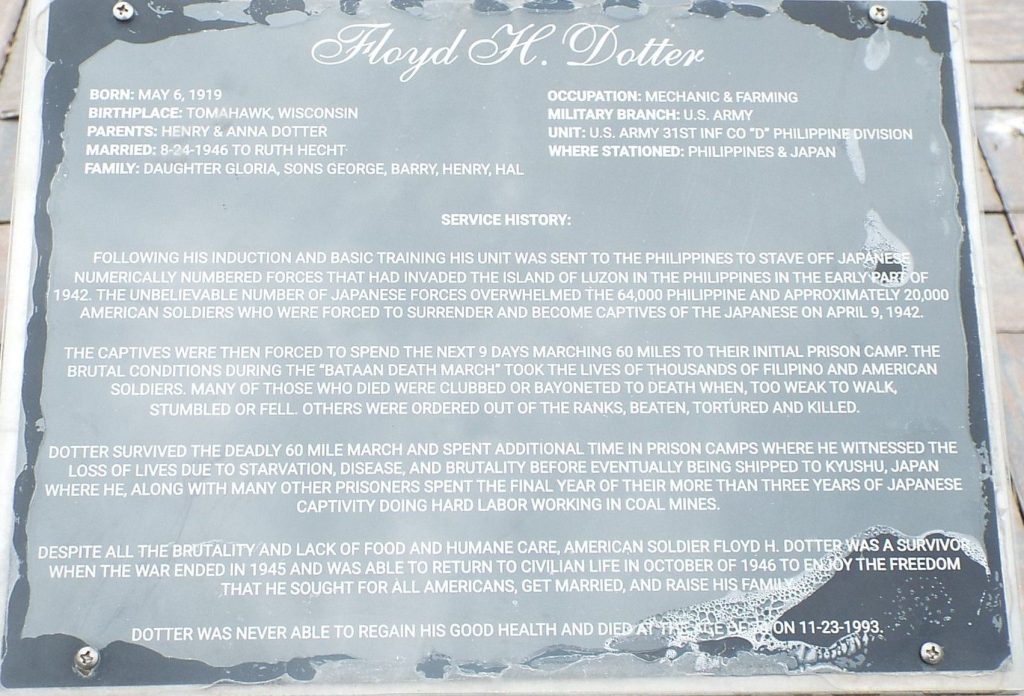 Floyd H. Dotter
BORN: MAY 6, 1919
BIRTHPLACE: TOMAHAWK, WISCONSIN
PARENTS: HENRY & ANNA DOTTER
MARRIED: 8-24-1946 TO RUTH HECHT
FAMILY: DAUGHTER GLORIA, SONS GEORGE, BARRY, HENRY, HAL
OCCUPATION: MECHANIC & FARMING
MILITARY BRANCH: U.S. ARMY
UNIT: U.S. ARMY 31ST INF CO "D" PHILIPPINE DIVISION
WHERE STATIONED: PHILIPPINES & JAPAN
SERVICE HISTORY:
FOLLOWING HIS INDUCTION AND BASIC TRAINING HIS UNIT WAS SENT TO THE PHILIPPINES TO STAVE OFF JAPANESE
NUMERICALLY NUMBERED FORCES THAT HAD INVADED THE ISLAND OF LUZON IN THE PHILIPPINES IN THE EARLY PART OF
1942. THE UNBELIEVABLE NUMBER OF JAPANESE FORCES OVERWHELMED THE 64,000 PHILIPPINE AND APPROXIMATELY 20,000
AMERICAN SOLDIERS WHO WERE FORCED TO SURRENDER AND BECOME CAPTIVES OF THE JAPANESE ON APRIL 9, 1942.
THE CAPTIVES WERE THEN FORCED TO SPEND THE NEXT 9 DAYS MARCHING 60 MILES TO THEIR INITIAL PRISON CAMP. THE
BRUTAL CONDITIONS DURING THE "BATAAN DEATH MARCH" TOOK THE LIVES OF THOUSANDS OF FILIPINO AND AMERICAN
SOLDIERS. MANY OF THOSE WHO DIED WERE CLUBBED OR BAYONETED TO DEATH WHEN, TOO WEAK TO WALK,
STUMBLED OR FELL. OTHERS WERE ORDERED OUT OF THE RANKS, BEATEN, TORTURED AND KILLED.
DOTTER SURVIVED THE DEADLY 60 MILE MARCH AND SPENT ADDITIONAL TIME IN PRISON CAMPS WHERE HE WITNESSED THE
LOSS OF LIVES DUE TO STARVATION, DISEASE, AND BRUTALITY BEFORE EVENTUALLY BEING SHIPPED TO KYUSHU, JAPAN
WHERE HE, ALONG WITH MANY OTHER PRISONERS SPENT THE FINAL YEAR OF THEIR MORE THAN THREE YEARS OF JAPANESE
CAPTIVITY DOING HARD LABOR WORKING IN COAL MINES.
DESPITE ALL THE BRUTALITY AND LACK OF FOOD AND HUMANE CARE, AMERICAN SOLDIER FLOYD H. DOTTER WAS A SURVIVOR
WHEN THE WAR ENDED IN 1945 AND WAS ABLE TO RETURN TO CIVILIAN LIFE IN OCTOBER OF 1946 TO ENJOY THE FREEDOM
THAT HE SOUGHT FOR ALL AMERICANS, GET MARRIED, AND RAISE HIS FAMILY
DOTTER WAS NEVER ABLE TO REGAIN HIS GOOD HEALTH AND DIED AT THE AGE OF ON 11-23-1993.